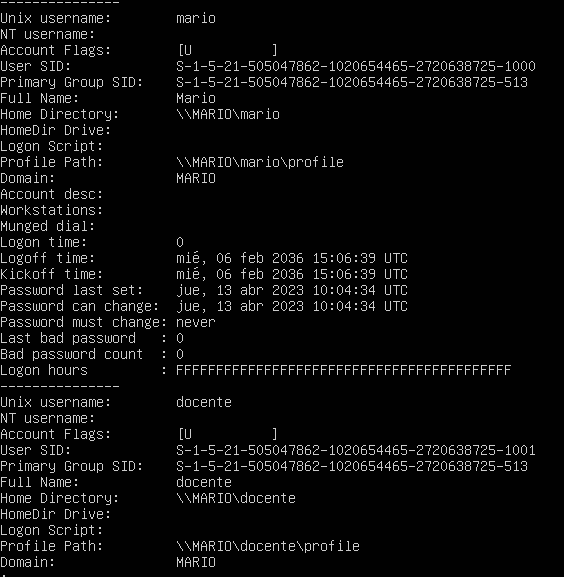 ---------------
Unix username:        mario
NT username:
Account Flags:        [U          ]
User SID:             S-1-5-21-505047862-1020654465-2720638725-1000
Primary Group SID:    S-1-5-21-505047862-1020654465-2720638725-513
Full Name:            Mario
Home Directory:       \\MARIO\mario
HomeDir Drive:
Logon Script:
Profile Path:         \\MARIO\mario\profile
Domain:               MARIO
Account desc:
Workstations:
Munged dial:
Logon time:           0
Logoff time:          mié, 06 feb 2036 15:06:39 UTC
Kickoff time:         mié, 06 feb 2036 15:06:39 UTC
Password last set:    jue, 13 abr 2023 10:04:34 UTC
Password can change:  jue, 13 abr 2023 10:04:34 UTC
Password must change: never
Last bad password   : 0
Bad password count  : 0
Logon hours         : FFFFFFFFFFFFFFFFFFFFFFFFFFFFFFFFFFFFFFFFFF
---------------
Unix username:        docente
NT username:
Account Flags:        [U          ]
User SID:             S-1-5-21-505047862-1020654465-2720638725-1001
Primary Group SID:    S-1-5-21-505047862-1020654465-2720638725-513
Full Name:            docente
Home Directory:       \\MARIO\docente
HomeDir Drive:
Logon Script:
Profile Path:         \\MARIO\docente\profile
Domain:               MARIO
: